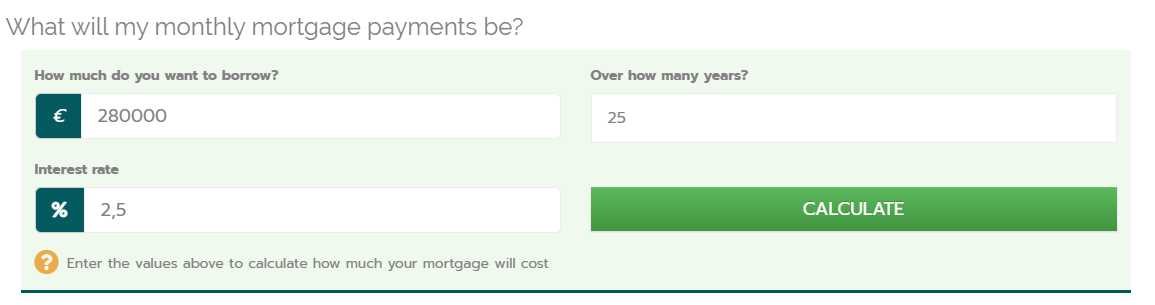 What will my monthly mortgage payments be?
How much do you want to borrow?
€ 280000
Over how many years?
25
Interest rate
% 2,5
CALCULATE
? Enter the values above to calculate how much your mortgage will cost